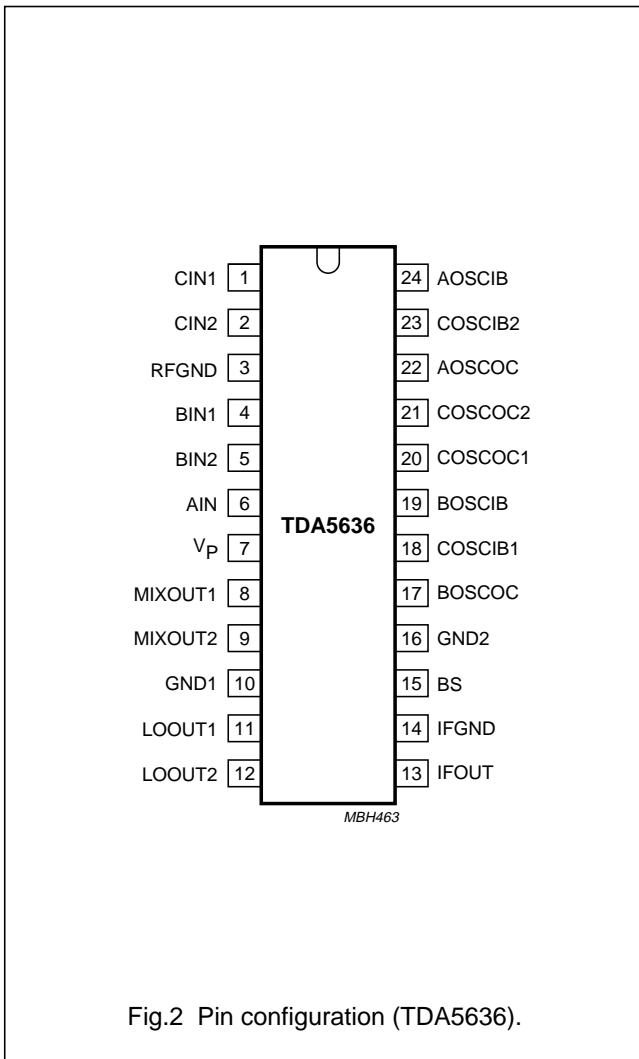 CIN1 1
CIN2 2
RFGND 3
BIN1 4
BIN2 5
AIN 6
VP 7
MIXOUT1 8
MIXOUT2 9
GND1 10
LOOUT1 11
LOOUT2 12
TDA5636
24 AOSCIB
23 COSCIB2
22 AOSCOC
21 COSCOC2
20 COSCOC1
19 BOSCIB
18 COSCIB1
17 BOSCOC
16 GND2
15 BS
14 IFGND
13 IFOUT
MBH463
Fig.2 Pin configuration (TDA5636).